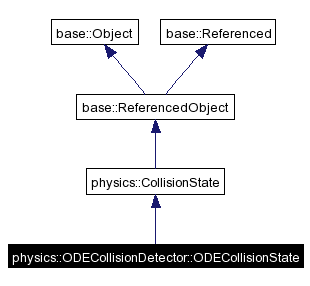 base::Object
base::Referenced
base::ReferencedObject
physics::CollisionState
physics::ODECollisionDetector::ODECollisionState